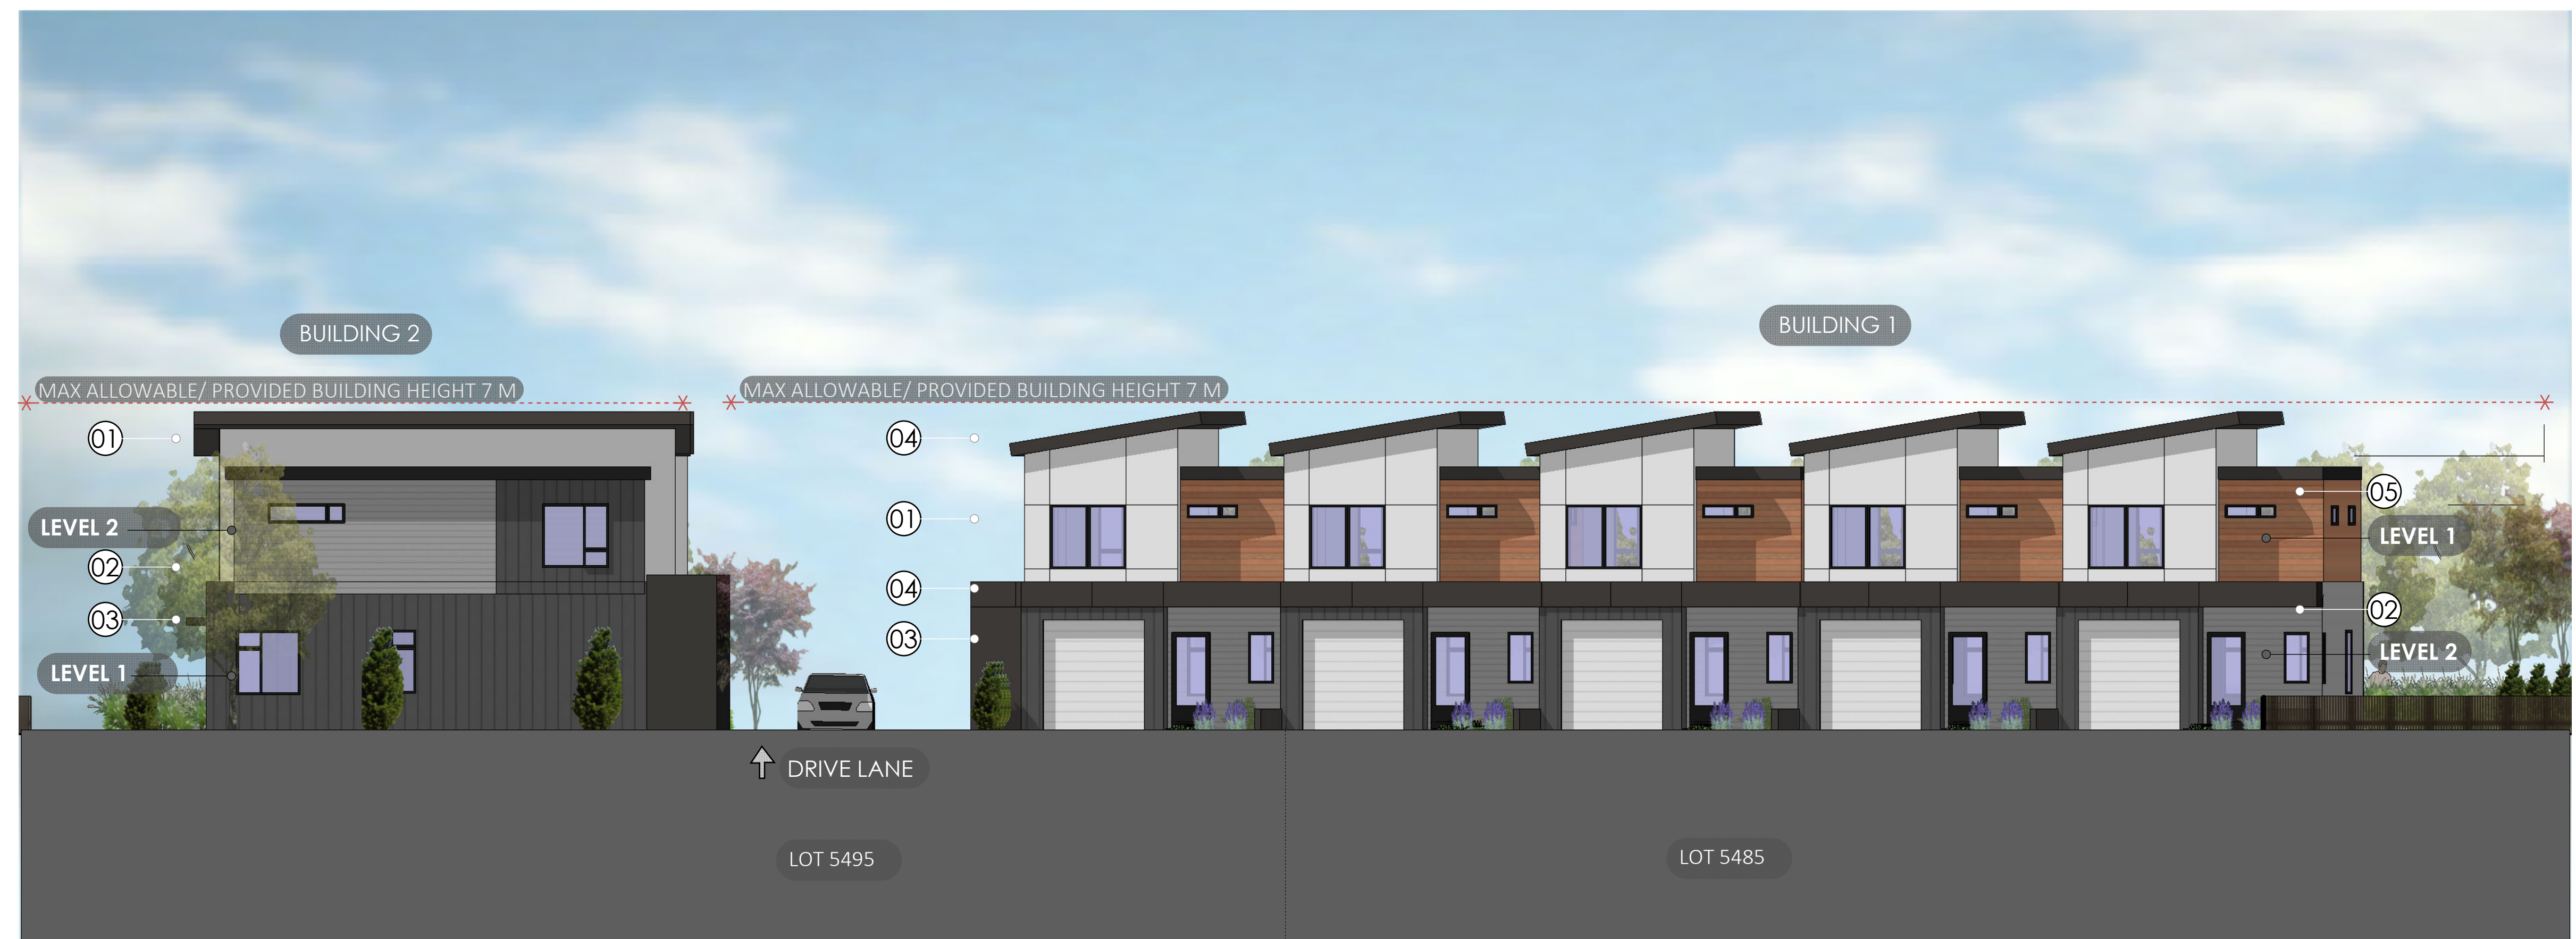 BUILDING 2
BUILDING 1
MAX ALLOWABLE/ PROVIDED BUILDING HEIGHT 7 M
MAX ALLOWABLE/ PROVIDED BUILDING HEIGHT 7 M
01
04
05
LEVEL 2
01
LEVEL 1
02
04
03
03
02
LEVEL 1
LEVEL 2
DRIVE LANE
LOT 5495
LOT 5485